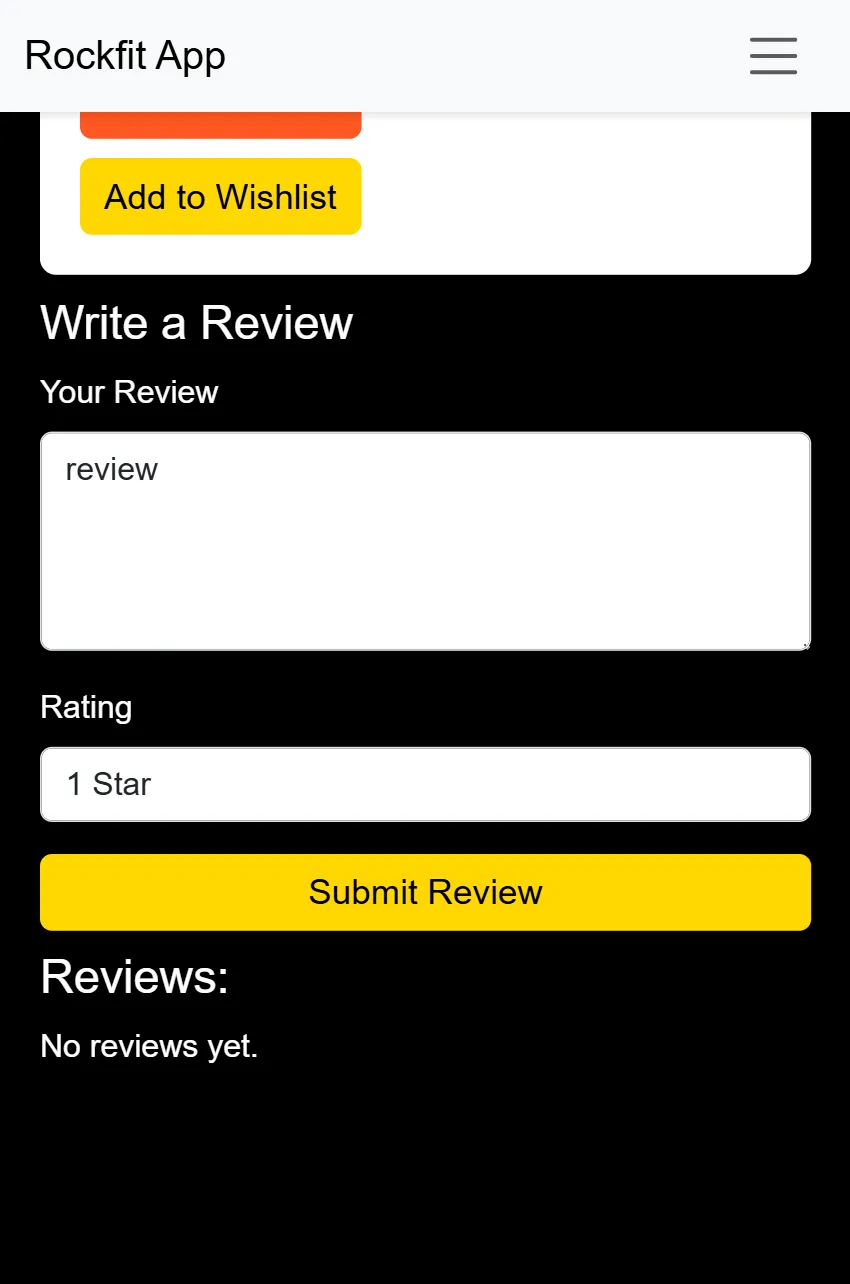 Rockfit App
Add to Wishlist
Write a Review
Your Review
review
Rating
1 Star
Submit Review
Reviews:
No reviews yet.